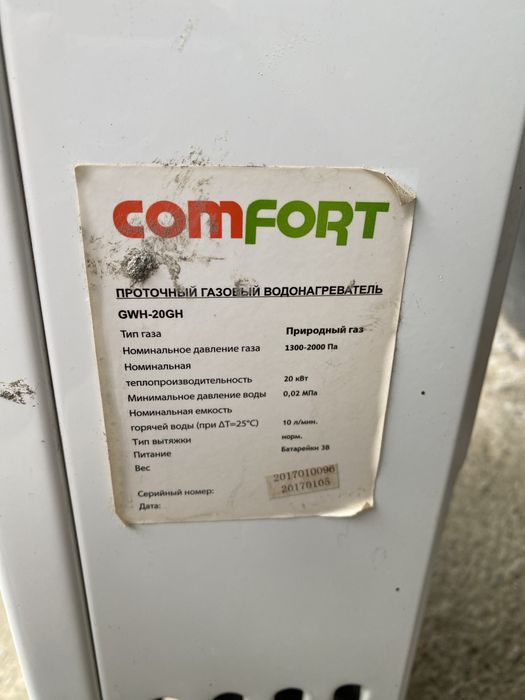 COMFORT
ПРОТОЧНЫЙ ГАЗОВЫЙ ВОДОНАГРЕВАТЕЛЬ
GWH-20GH
Тип газа Природный газ
Номинальное давление газа 1300-2000 Па
Номинальная
теплопроизводительность 20 кВт
Минимальное давление воды 0,02 МПа
Номинальная емкость
горячей воды (при ΔT=25°C) 10 л/мин.
Тип вытяжки норм.
Питание Батарейки 3В
Вес
2017010096
Серийный номер: 20170105
Дата: